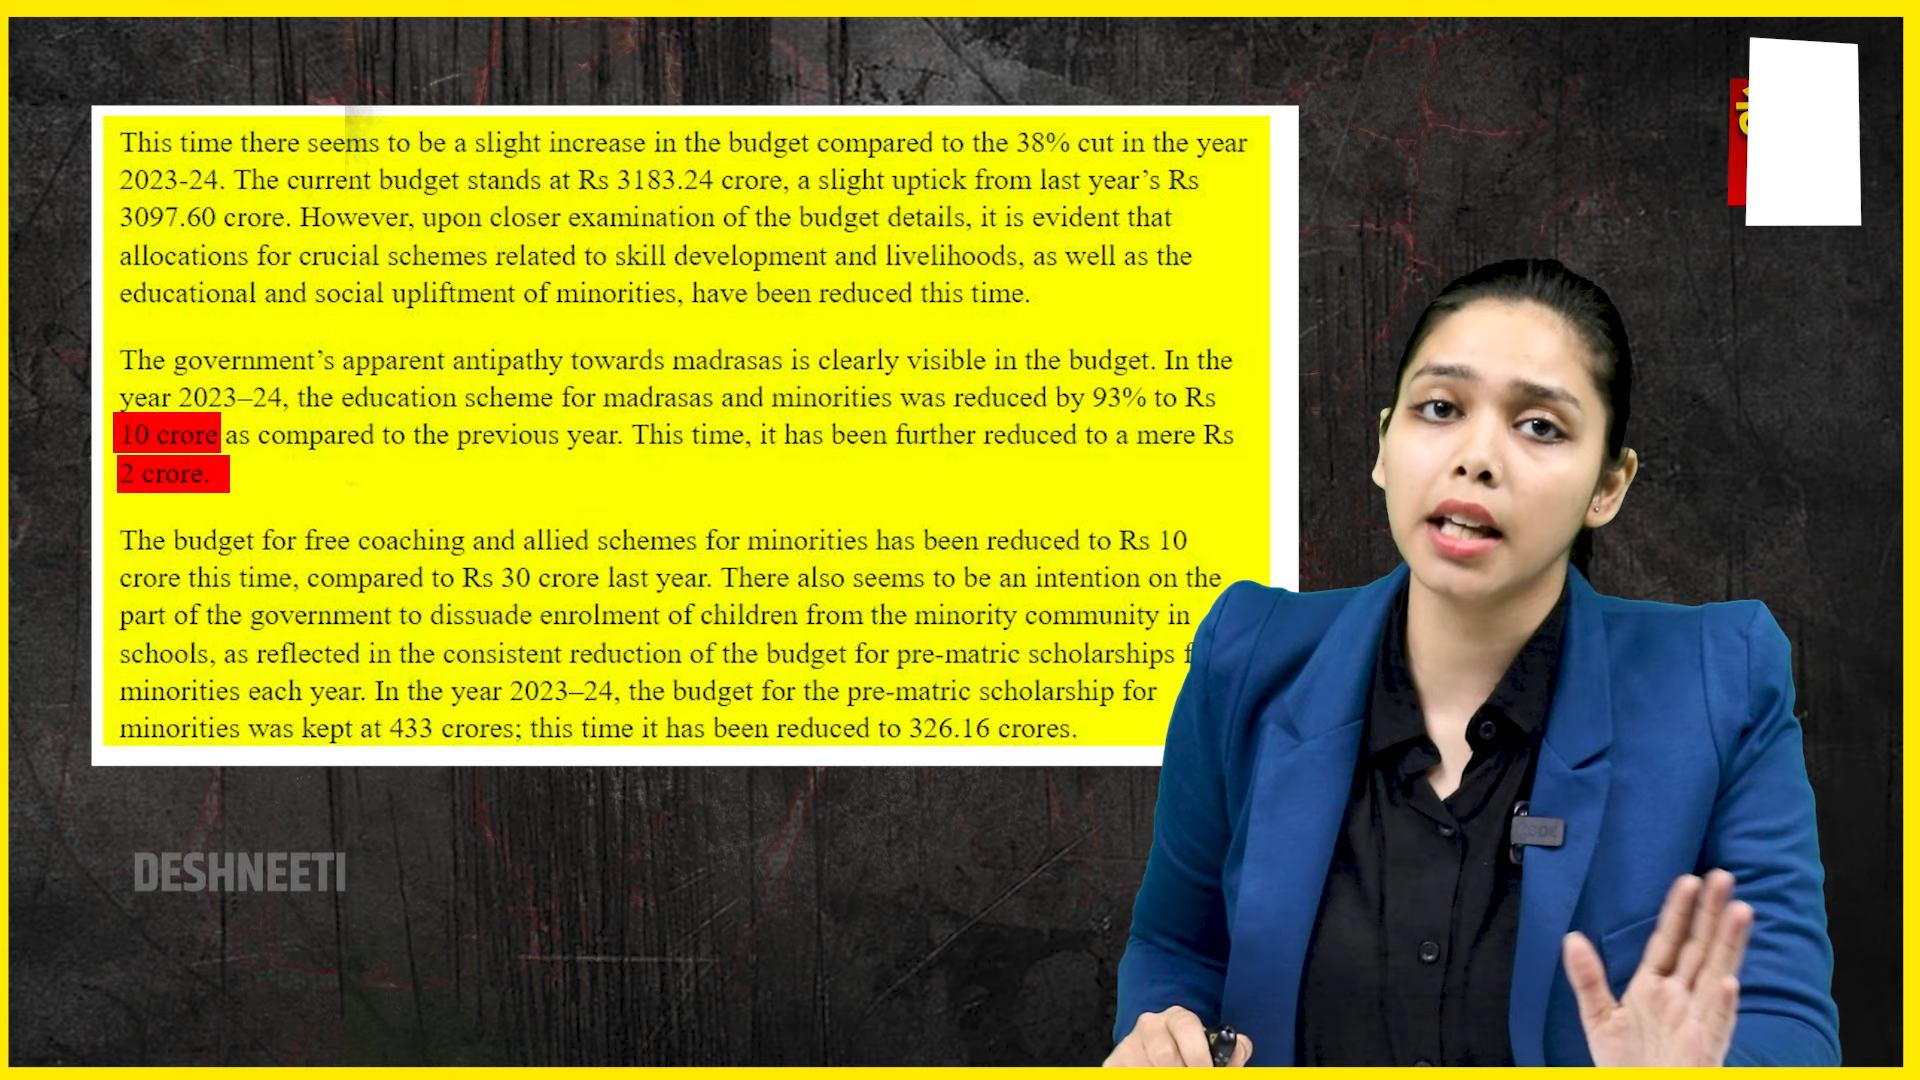 This time there seems to be a slight increase in the budget compared to the 38% cut in the year
2023-24. The current budget stands at Rs 3183.24 crore, a slight uptick from last year’s Rs
3097.60 crore. However, upon closer examination of the budget details, it is evident that
allocations for crucial schemes related to skill development and livelihoods, as well as the
educational and social upliftment of minorities, have been reduced this time.
The government’s apparent antipathy towards madrasas is clearly visible in the budget. In the
year 2023–24, the education scheme for madrasas and minorities was reduced by 93% to Rs
10 crore as compared to the previous year. This time, it has been further reduced to a mere Rs
2 crore.
The budget for free coaching and allied schemes for minorities has been reduced to Rs 10
crore this time, compared to Rs 30 crore last year. There also seems to be an intention on the
part of the government to dissuade enrolment of children from the minority community in
schools, as reflected in the consistent reduction of the budget for pre-matric scholarships
minorities each year. In the year 2023–24, the budget for the pre-matric scholarship for
minorities was kept at 433 crores; this time it has been reduced to 326.16 crores.
DESHNEETI